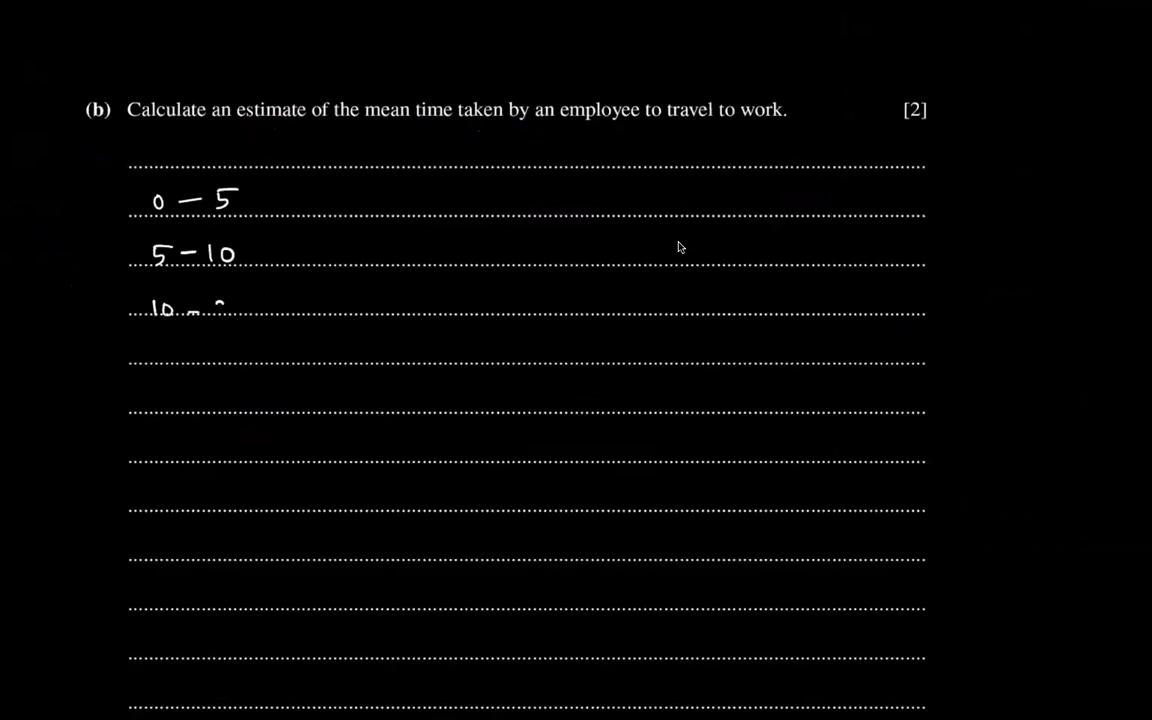 (b) Calculate an estimate of the mean time taken by an employee to travel to work. [2]
0 – 5
5 – 10
10 –